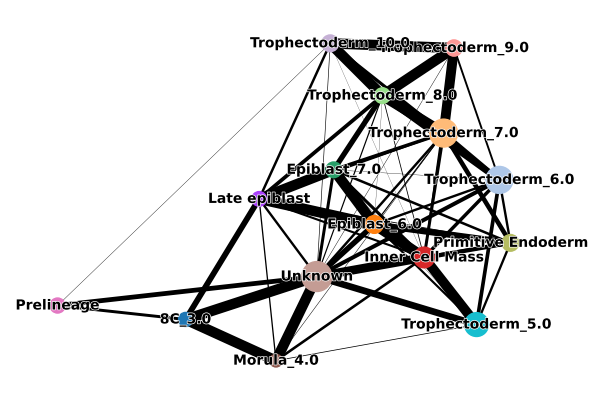 Trophectoderm_10.0
Trophectoderm_9.0
Trophectoderm_8.0
Trophectoderm_7.0
Epiblast_7.0
Trophectoderm_6.0
Late epiblast
Epiblast_6.0
Primitive Endoderm
Inner Cell Mass
Unknown
Prelineage
8C_3.0
Trophectoderm_5.0
Morula_4.0